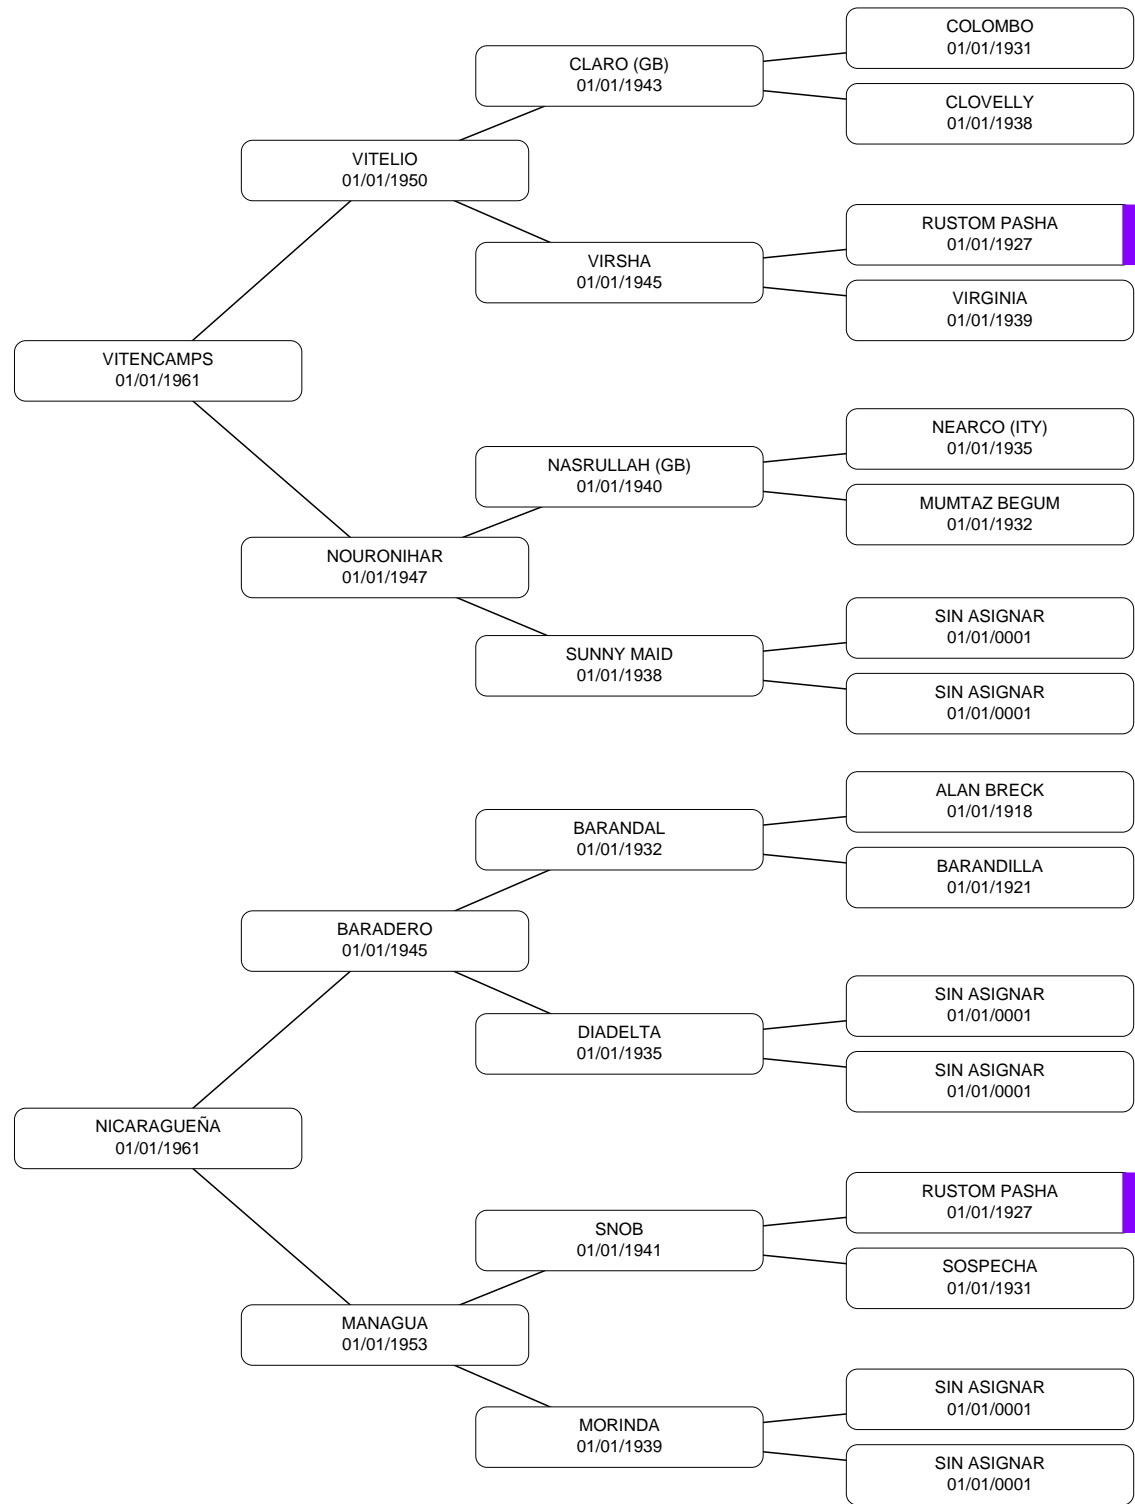 COLOMBO
01/01/1931
CLARO (GB)
01/01/1943
CLOVELLY
01/01/1938
VITELIO
01/01/1950
RUSTOM PASHA
01/01/1927
VIRSHA
01/01/1945
VIRGINIA
01/01/1939
VITENCAMPS
01/01/1961
NEARCO (ITY)
01/01/1935
NASRULLAH (GB)
01/01/1940
MUMTAZ BEGUM
01/01/1932
NOURONIHAR
01/01/1947
SIN ASIGNAR
01/01/0001
SUNNY MAID
01/01/1938
SIN ASIGNAR
01/01/0001
ALAN BRECK
01/01/1918
BARANDAL
01/01/1932
BARANDILLA
01/01/1921
BARADERO
01/01/1945
SIN ASIGNAR
01/01/0001
DIADELTA
01/01/1935
SIN ASIGNAR
01/01/0001
NICARAGUEÑA
01/01/1961
RUSTOM PASHA
01/01/1927
SNOB
01/01/1941
SOSPECHA
01/01/1931
MANAGUA
01/01/1953
SIN ASIGNAR
01/01/0001
MORINDA
01/01/1939
SIN ASIGNAR
01/01/0001